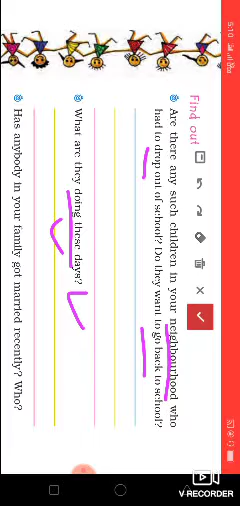 5:10
Find out
Are there any such children in your neighbourhood who
had to drop out of school? Do they want to go back to school?
What are they doing these days?
Has anybody in your family got married recently? Who?
V-RECORDER